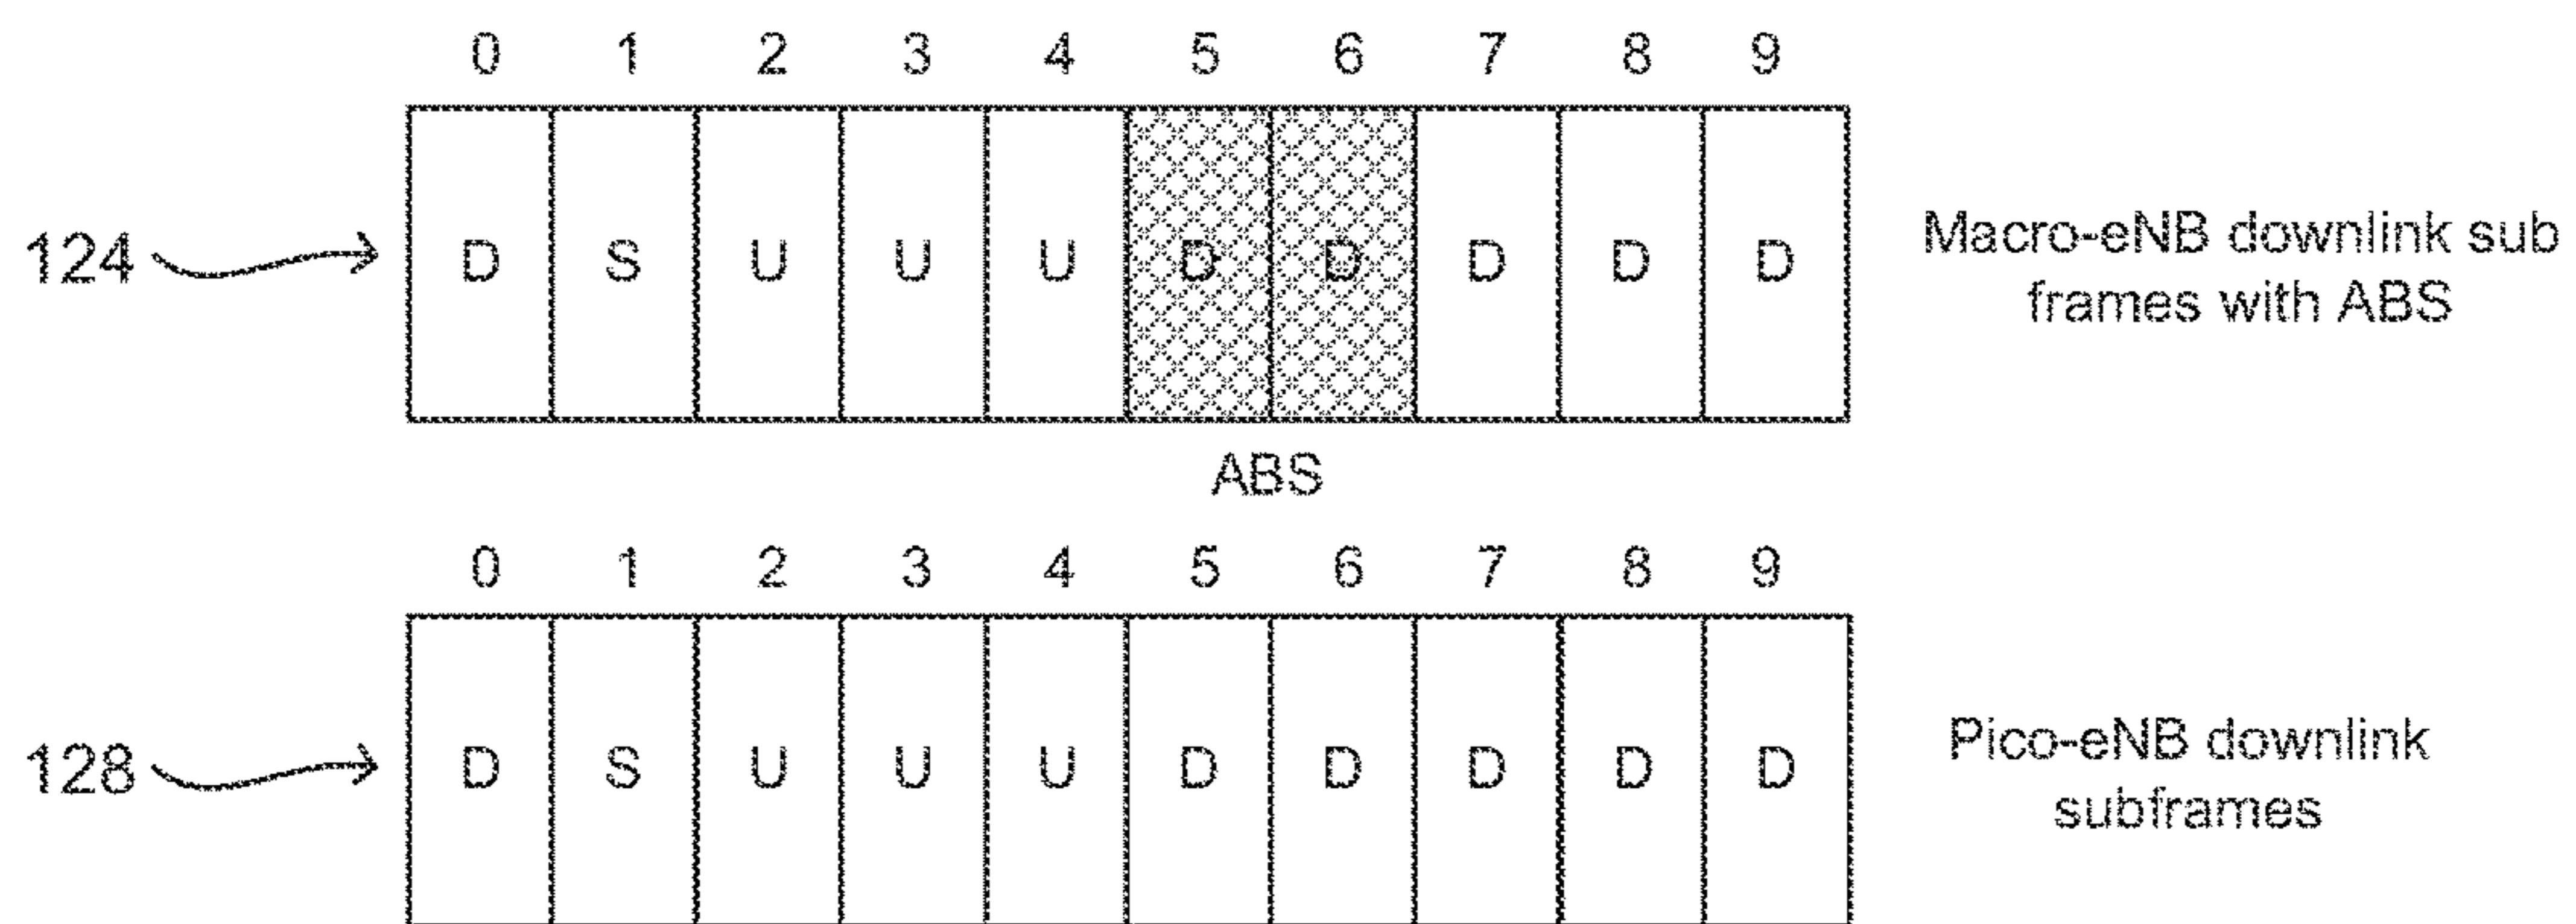 0 1 2 3 4 5 6 7 8 9
124 D S U U U D D D D D Macro-eNB downlink sub
frames with ABS
ABS
0 1 2 3 4 5 6 7 8 9
128 D S U U U D D D D D Pico-eNB downlink
subframes